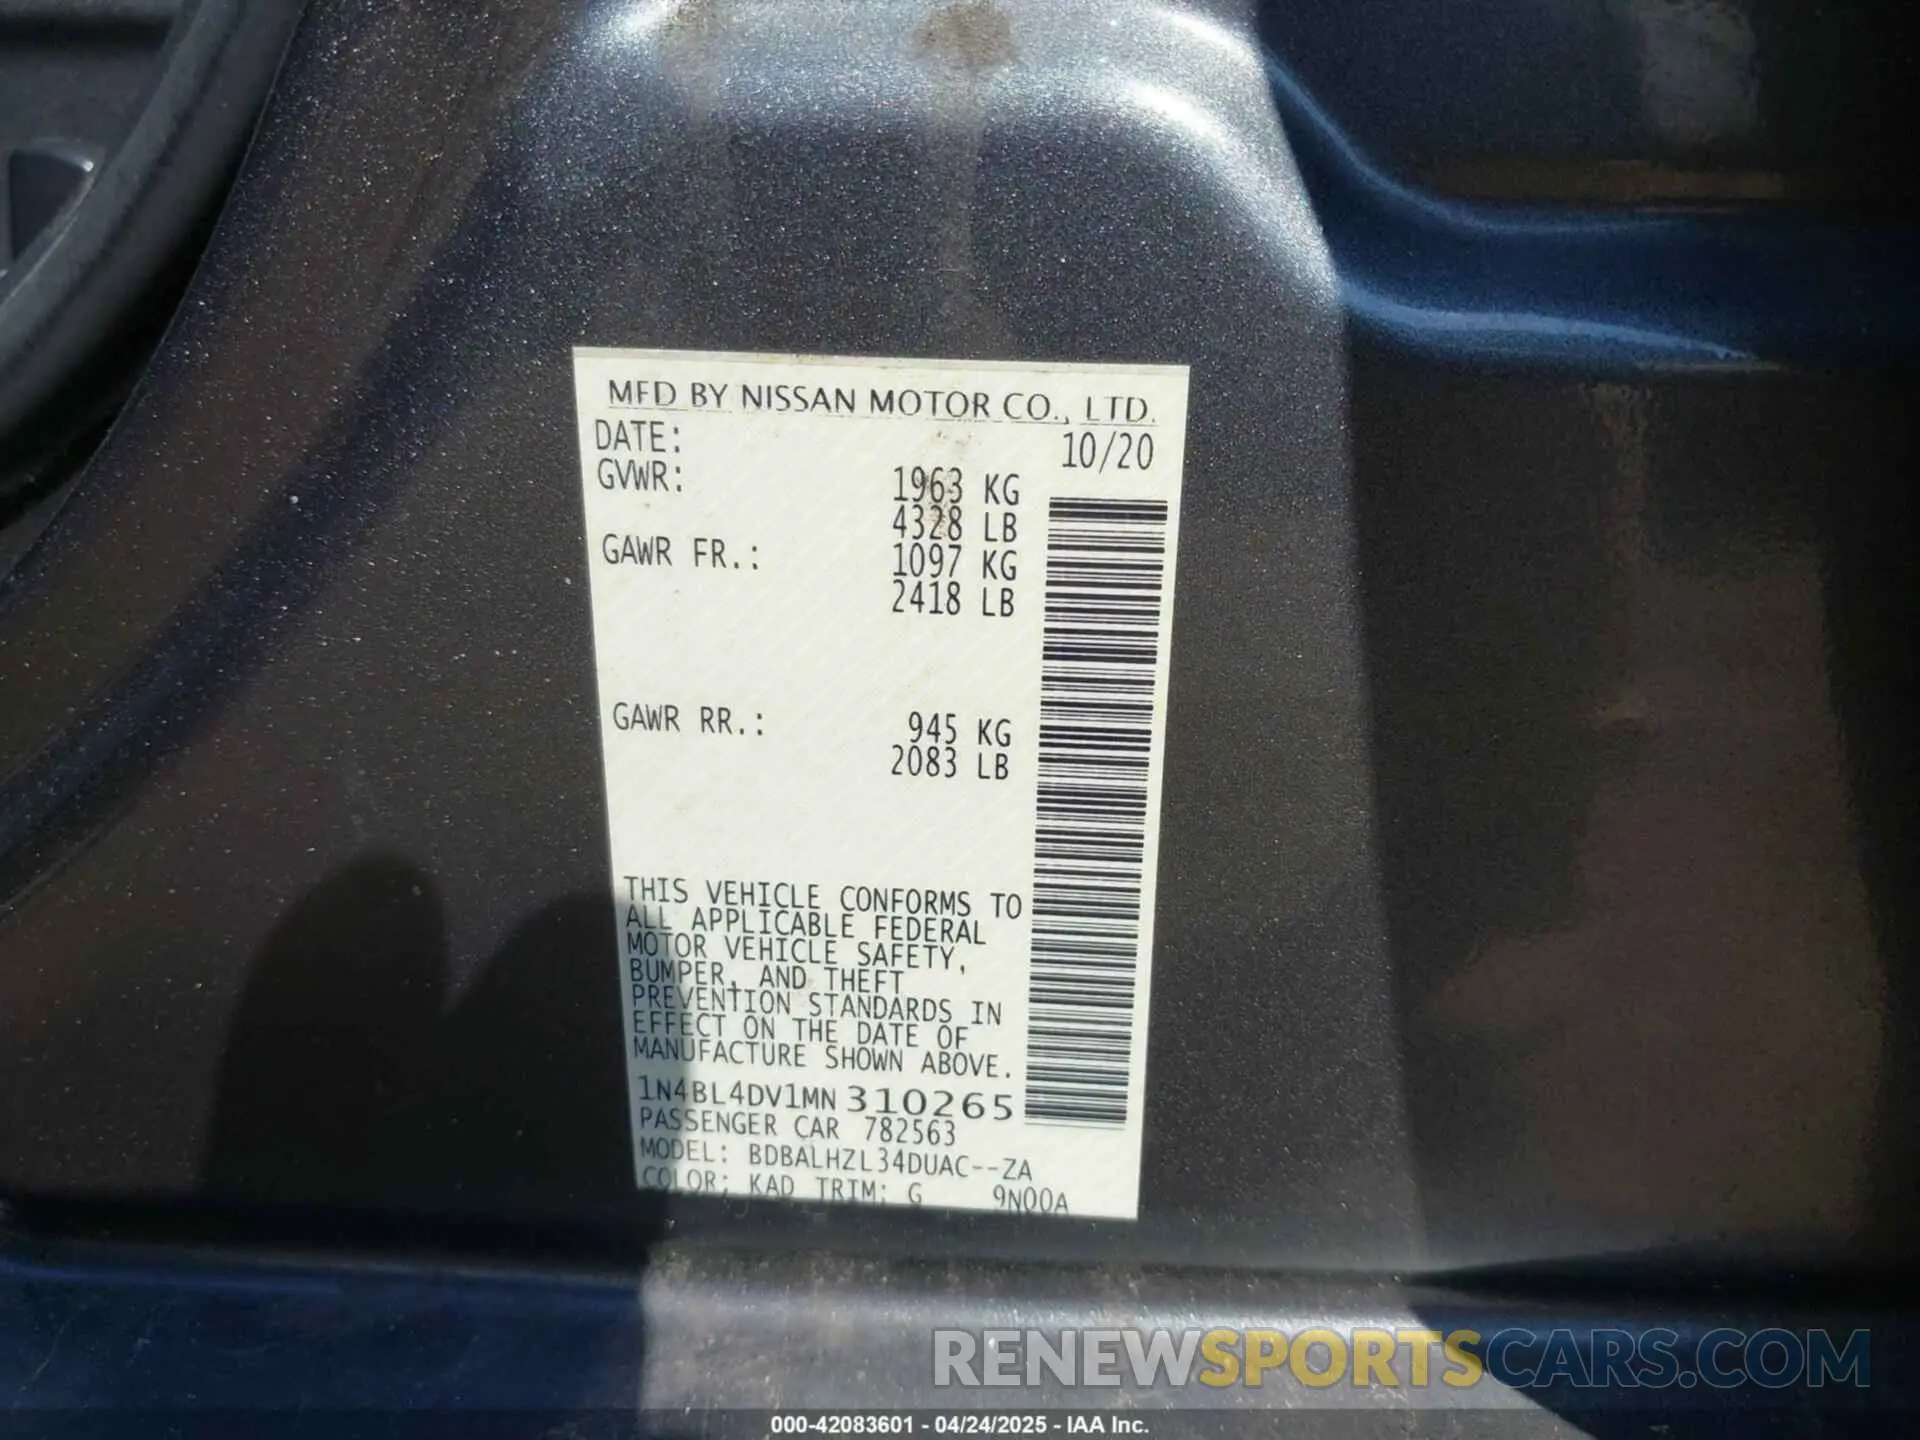 MFD BY NISSAN MOTOR CO., LTD.
DATE: 10/20
GVWR: 1963 KG
4328 LB
GAWR FR.: 1097 KG
2418 LB
GAWR RR.: 945 KG
2083 LB
THIS VEHICLE CONFORMS TO
ALL APPLICABLE FEDERAL
MOTOR VEHICLE SAFETY,
BUMPER, AND THEFT
PREVENTION STANDARDS IN
EFFECT ON THE DATE OF
MANUFACTURE SHOWN ABOVE.
1N4BL4DV1MN310265
PASSENGER CAR 782563
MODEL: BDBALHZL34DUAC--ZA
COLOR: KAD TRIM: G 9N00A
RENEWSPORTSCARS.COM
000-42083601 - 04/24/2025 - IAA Inc.